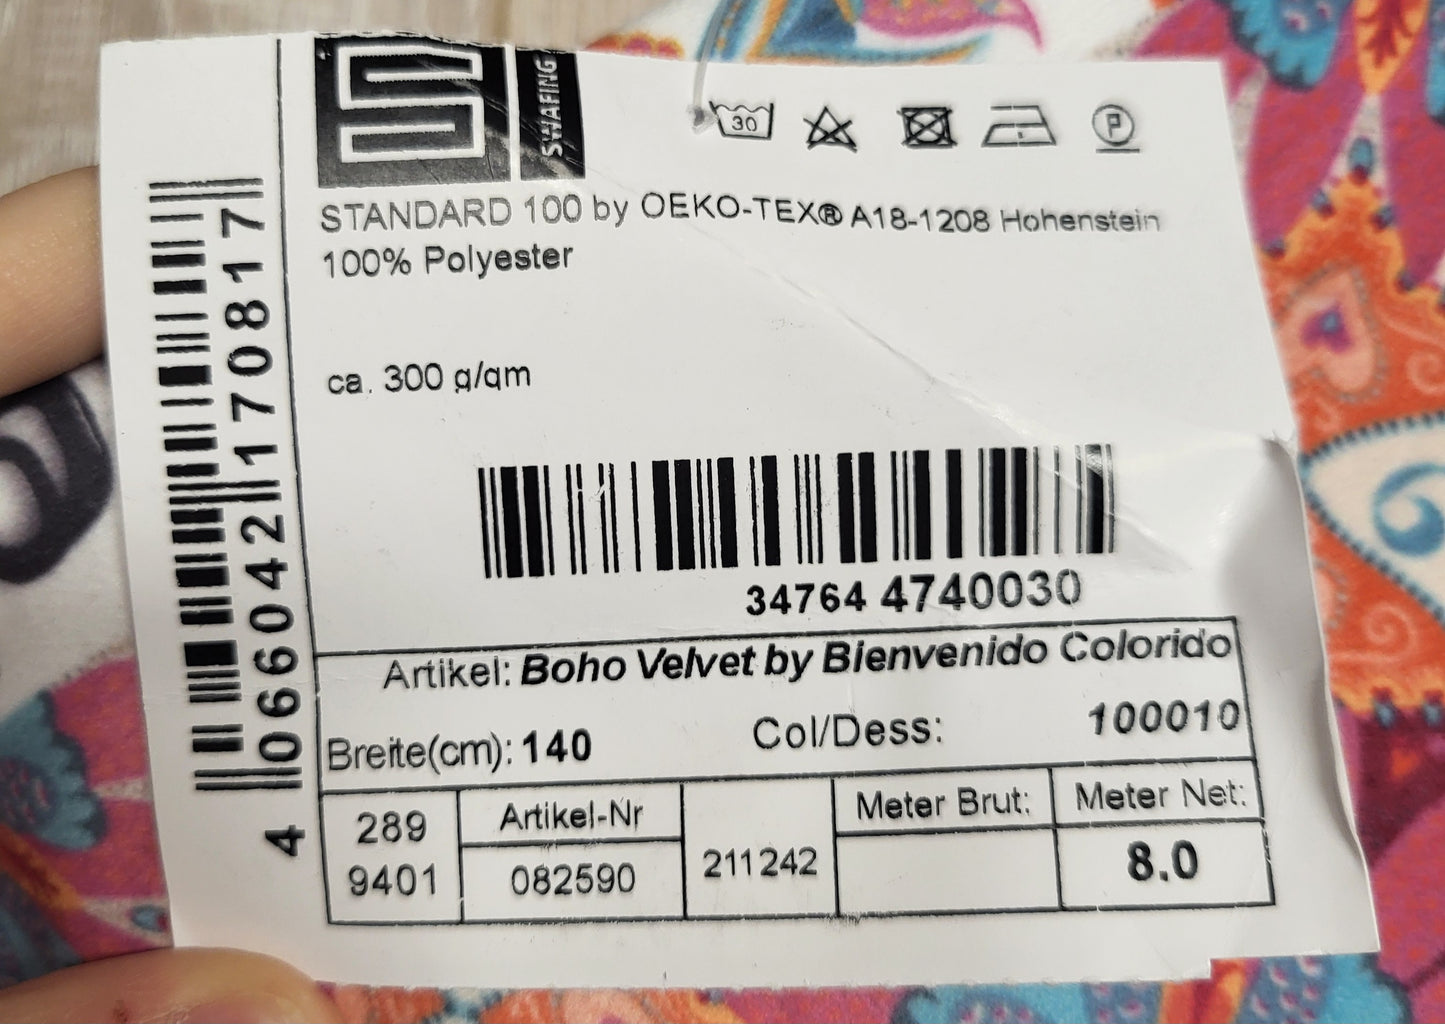 SWAFING
30
P
STANDARD 100 by OEKO-TEX® A18-1208 Hohenstein
100% Polyester
ca. 300 g/qm
34764 4740030
Artikel: Boho Velvet by Bienvenido Colorido
Breite(cm): 140 Col/Dess: 100010
289
9401
Artikel-Nr
082590
211242
Meter Brut:
Meter Net:
8.0
4 066042 170817